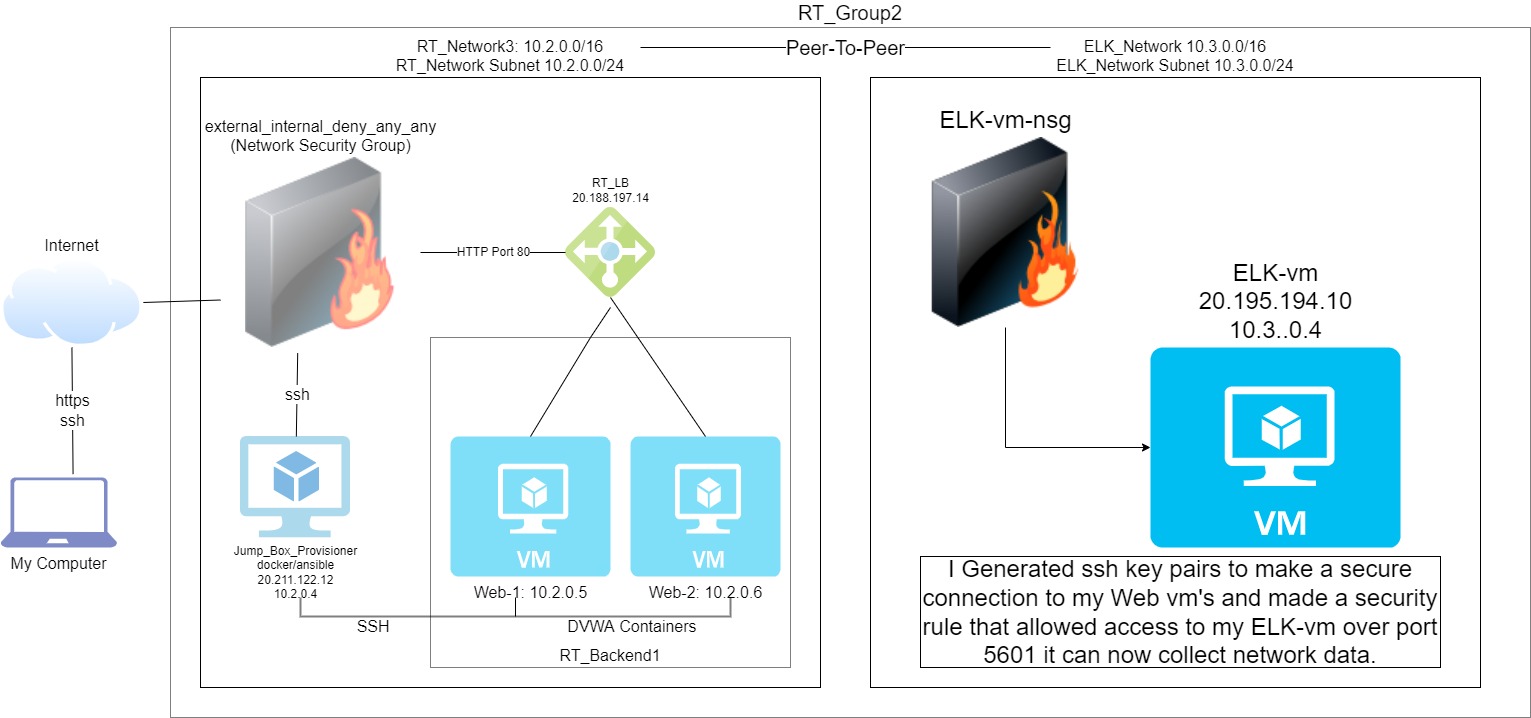 RT_Group2
RT_Network3: 10.2.0.0/16
RT_Network Subnet 10.2.0.0/24
Peer-To-Peer
ELK_Network 10.3.0.0/16
ELK_Network Subnet 10.3.0.0/24
external_internal_deny_any_any
(Network Security Group)
RT_LB
20.188.197.14
HTTP Port 80
Internet
https
ssh
My Computer
ssh
Jump_Box_Provisioner
docker/ansible
20.211.122.12
10.2.0.4
VM
VM
Web-1: 10.2.0.5
Web-2: 10.2.0.6
SSH
DVWA Containers
RT_Backend1
ELK-vm-nsg
ELK-vm
20.195.194.10
10.3..0.4
VM
I Generated ssh key pairs to make a secure
connection to my Web vm's and made a security
rule that allowed access to my ELK-vm over port
5601 it can now collect network data.